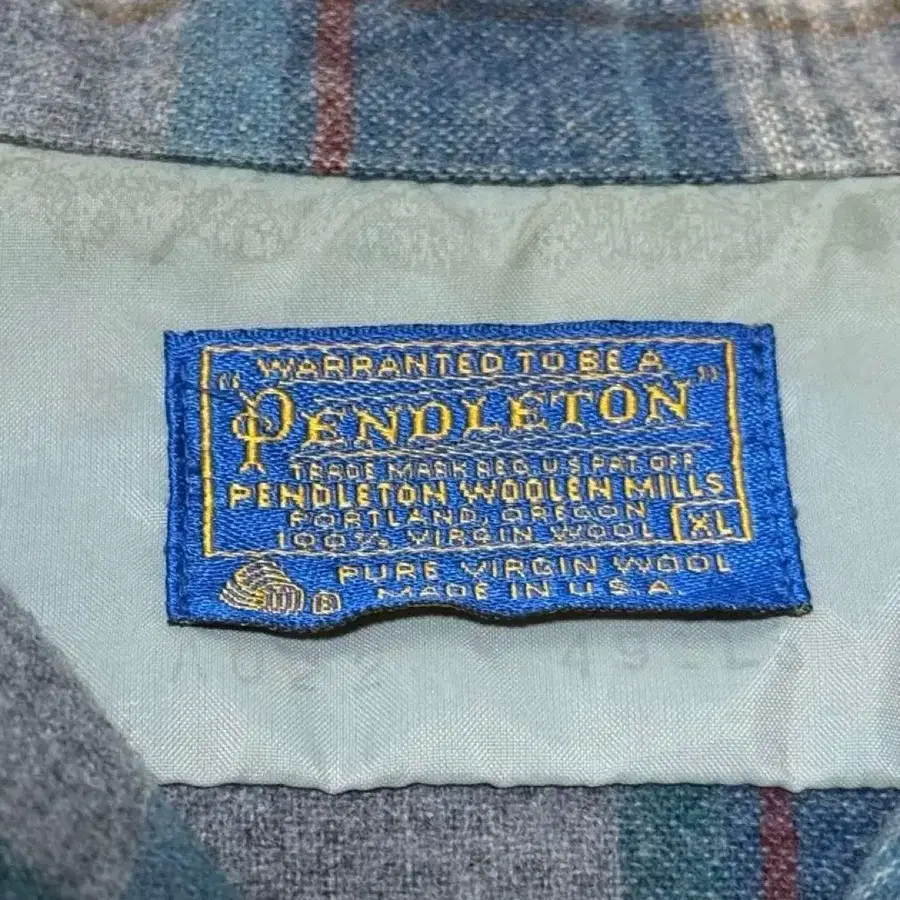 WARRANTED TO BE A
"PENDLETON"
TRADE MARK REG. U.S. PAT. OFF.
PENDLETON WOOLEN MILLS
PORTLAND, OREGON
100% VIRGIN WOOL XL
PURE VIRGIN WOOL
MADE IN U.S.A.